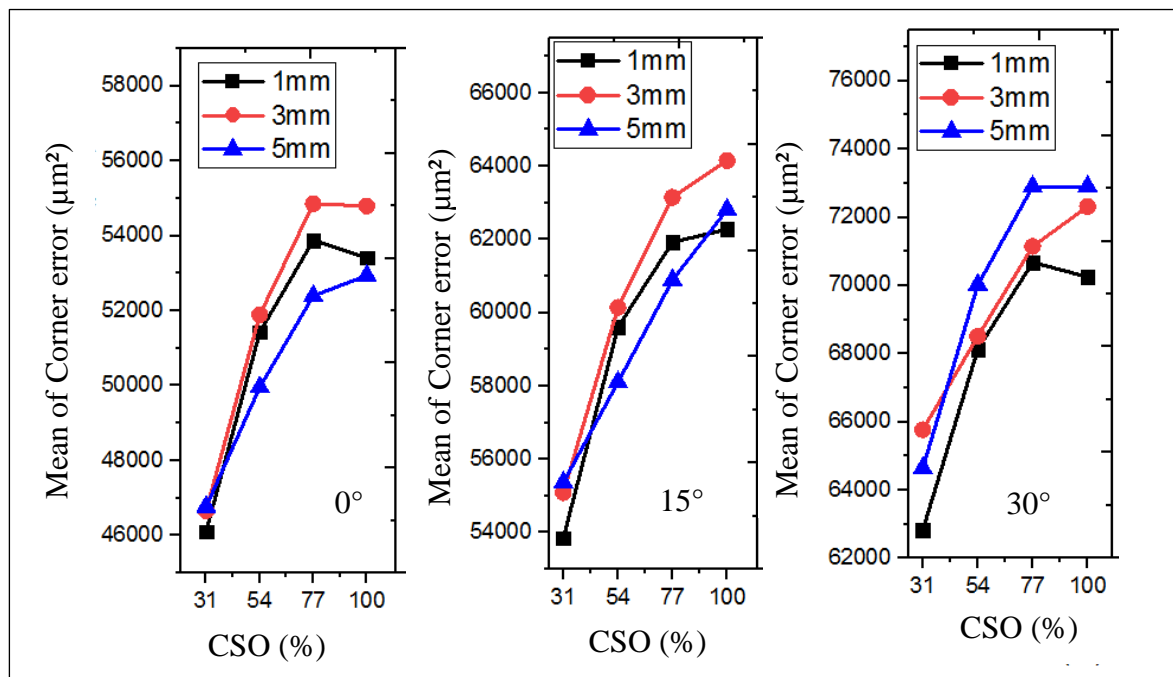 Mean of Corner error (µm²)
58000
56000
54000
52000
50000
48000
46000
1mm
3mm
5mm
0°
31 54 77 100
CSO (%)
Mean of Corner error (µm²)
66000
64000
62000
60000
58000
56000
54000
1mm
3mm
5mm
15°
31 54 77 100
CSO (%)
Mean of Corner error (µm²)
76000
74000
72000
70000
68000
66000
64000
62000
1mm
3mm
5mm
30°
31 54 77 100
CSO (%)